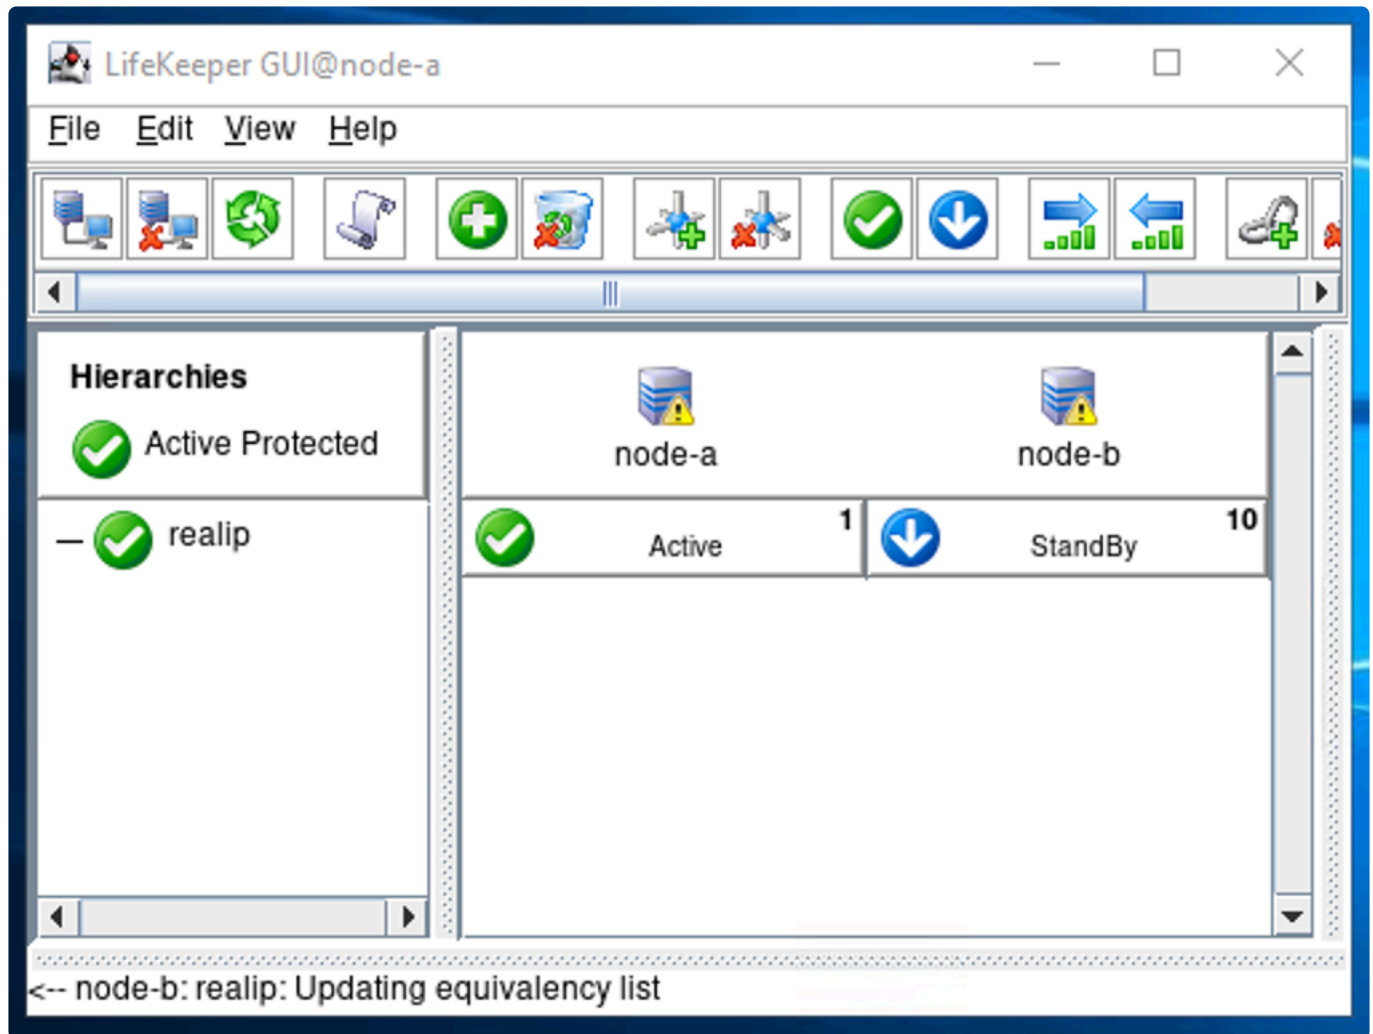 LifeKeeper GUI@node-a
File Edit View Help
Hierarchies
Active Protected
node-a node-b
realip
Active 1 StandBy 10
<-- node-b: realip: Updating equivalency list